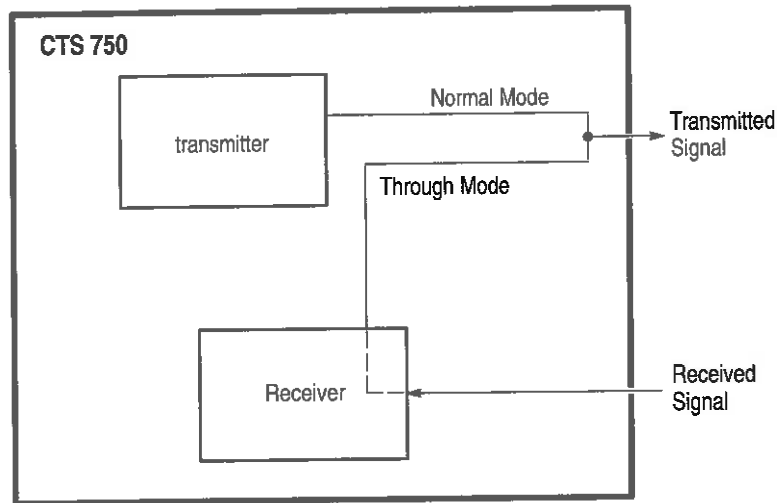 CTS 750
Normal Mode
transmitter
Transmitted
Signal
Through Mode
Receiver
Received
Signal